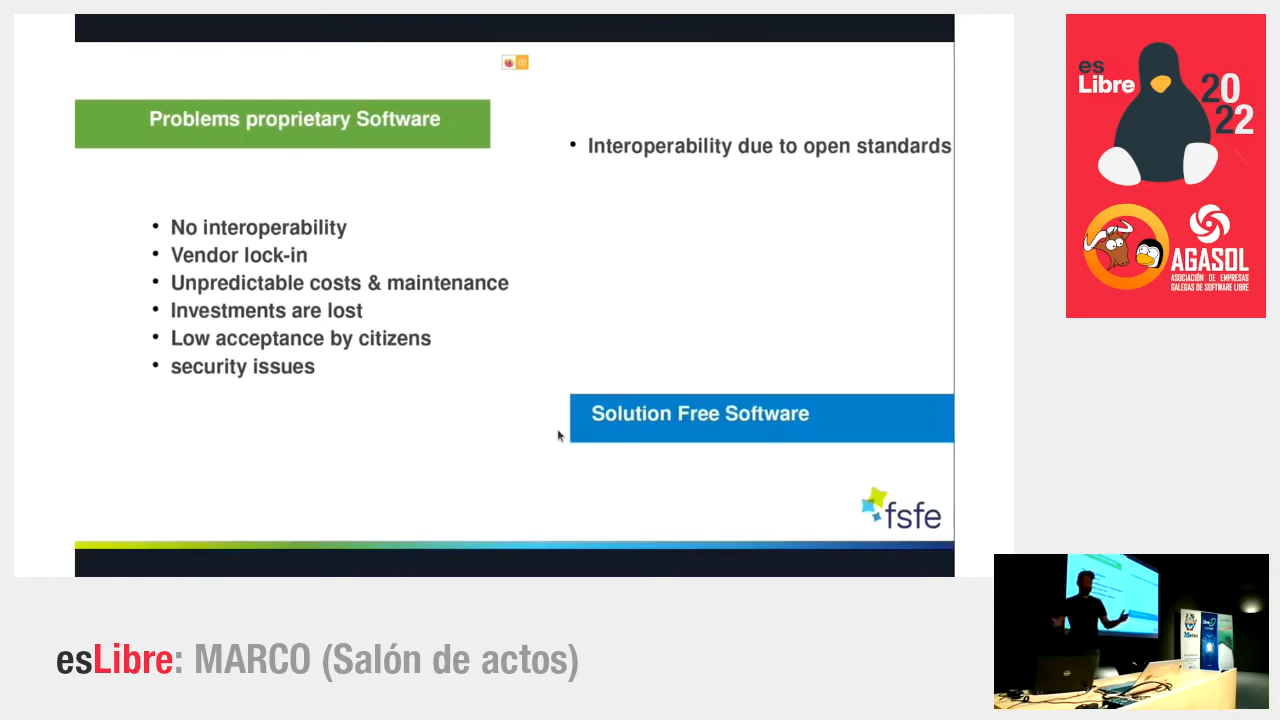 Problems proprietary Software
No interoperability
Vendor lock-in
Unpredictable costs & maintenance
Investments are lost
Low acceptance by citizens
security issues
Interoperability due to open standards
Solution Free Software
fsfe
es
Libre
20
22
AGASOL
ASOCIACIÓN DE EMPRESAS
GALEGAS DE SOFTWARE LIBRE
esLibre: MARCO (Salón de actos)